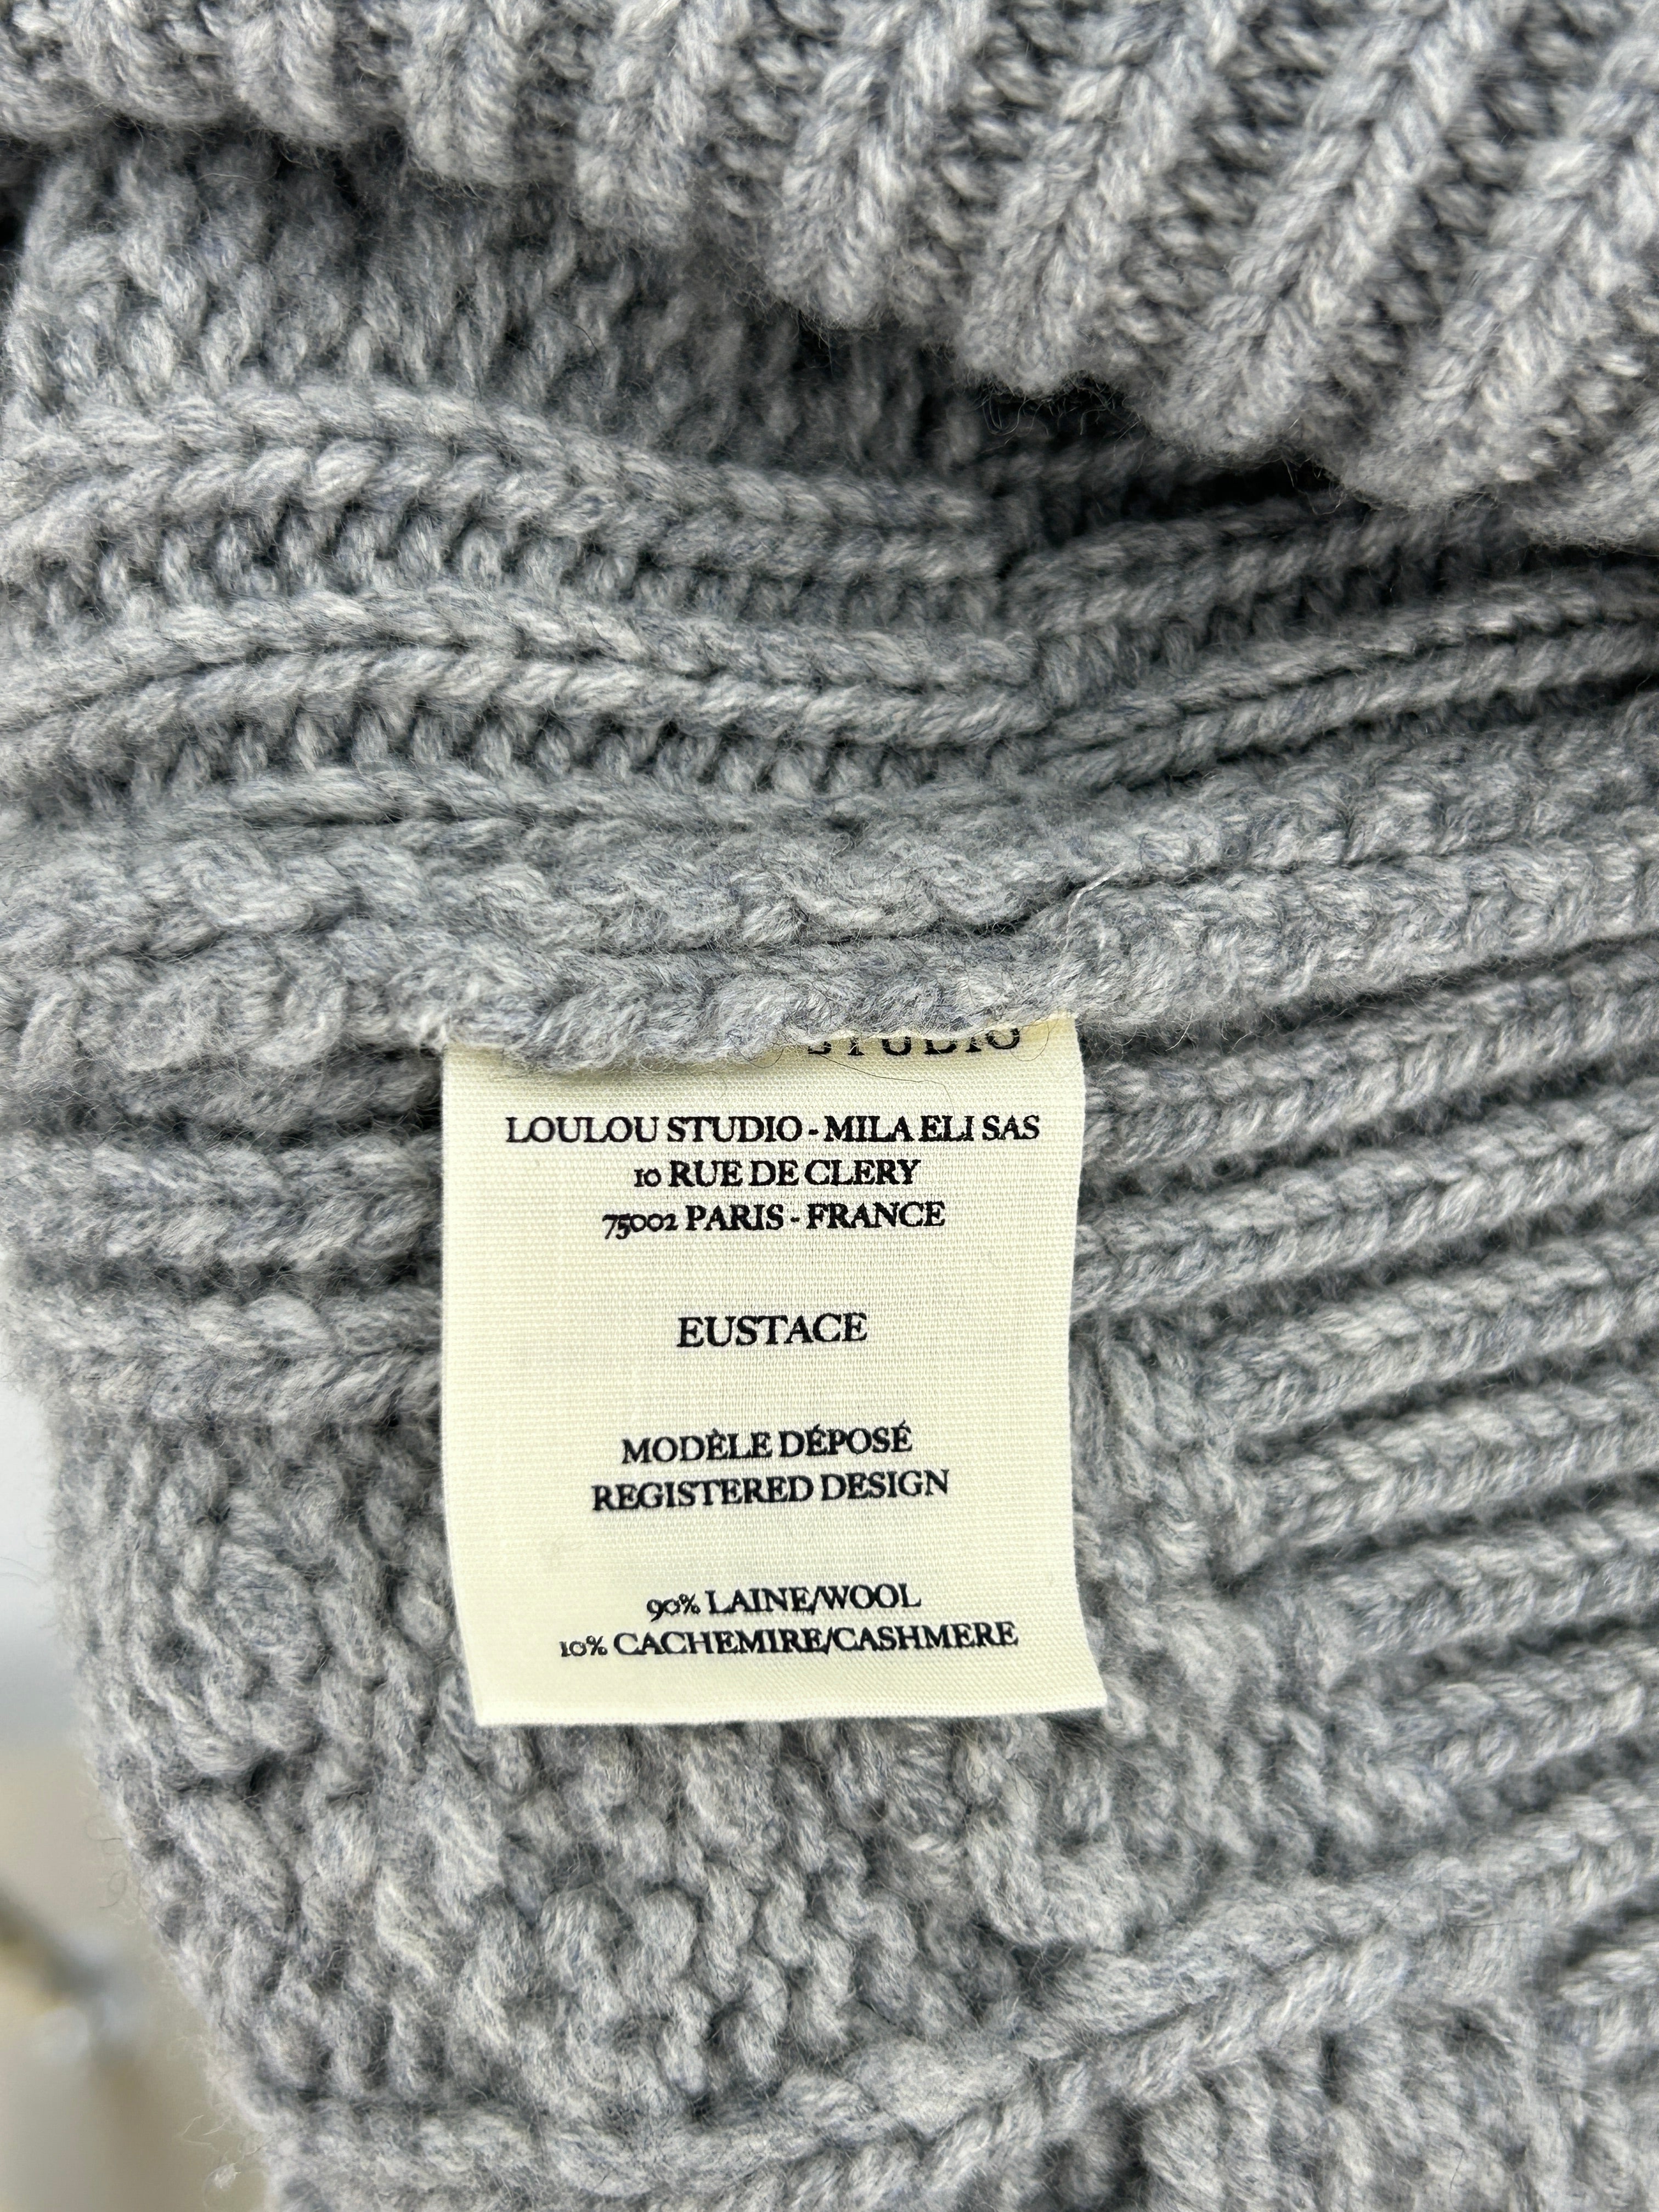 STUDIO
LOULOU STUDIO - MILA ELI SAS
10 RUE DE CLERY
75002 PARIS - FRANCE
EUSTACE
MODÈLE DÉPOSÉ
REGISTERED DESIGN
90% LAINE/WOOL
10% CACHEMIRE/CASHMERE